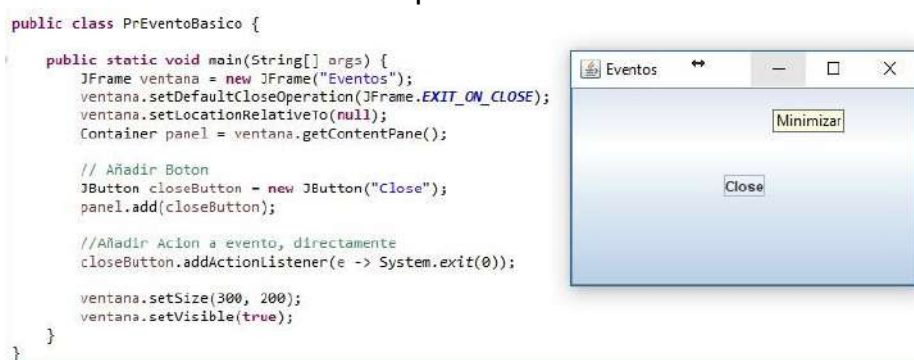 public class PrEventoBasico {
public static void main(String[] args) {
JFrame ventana = new JFrame("Eventos");
ventana.setDefaultCloseOperation(JFrame.EXIT_ON_CLOSE);
ventana.setLocationRelativeTo(null);
Container panel = ventana.getContentPane();
// Añadir Boton
JButton closeButton = new JButton("Close");
panel.add(closeButton);
//Añadir Acion a evento, directamente
closeButton.addActionListener(e -> System.exit(0));
ventana.setSize(300, 200);
ventana.setVisible(true);
}
}
Eventos
Minimizar
Close